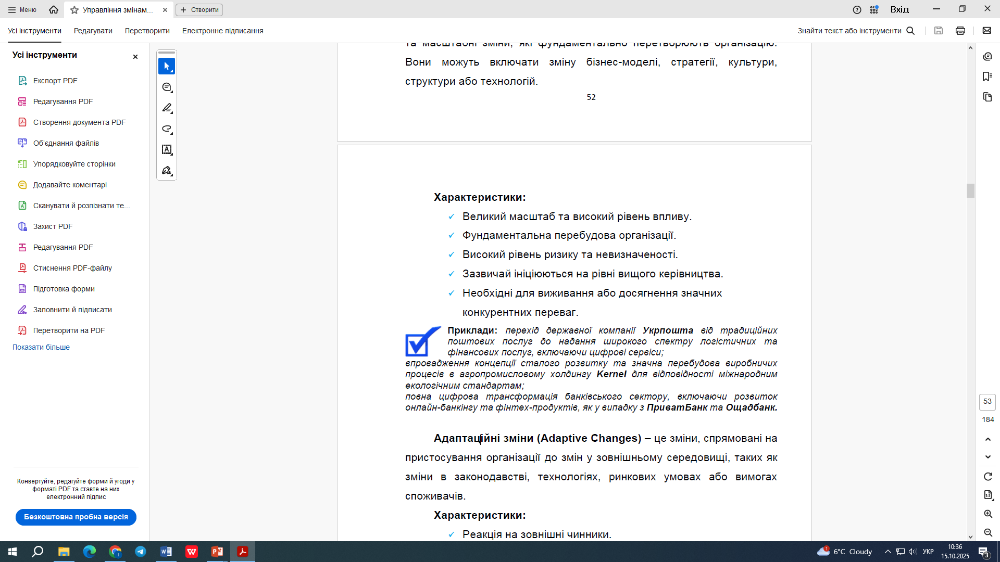 Меню
Управління змінам...
Створити
Вхід
Усі інструменти
Редагувати
Перетворити
Електронне підписання
Знайти текст або інструменти
Усі інструменти
Експорт PDF
Редагування PDF
Створення документа PDF
Об'єднання файлів
Упорядковуйте сторінки
Додавайте коментарі
Сканувати й розпізнати те...
Захист PDF
Редагування PDF
Стиснення PDF-файлу
Підготовка форми
Заповнити й підписати
Перетворити на PDF
Показати більше
Конвертуйте, редагуйте форми й угоди у
форматі PDF та ставте на них
електронний підпис
Безкоштовна пробна версія
та масштабні зміни, які фундаментально перетворюють організацію.
Вони можуть включати зміну бізнес-моделі, стратегії, культури,
структури або технологій.
52
Характеристики:
Великий масштаб та високий рівень впливу.
Фундаментальна перебудова організації.
Високий рівень ризику та невизначеності.
Зазвичай ініціюються на рівні вищого керівництва.
Необхідні для виживання або досягнення значних
конкурентних переваг.
Приклади: перехід державної компанії Укрпошта від традиційних
поштових послуг до надання широкого спектру логістичних та
фінансових послуг, включаючи цифрові сервіси;
впровадження концепції сталого розвитку та значна перебудова виробничих
процесів в агропромисловому холдингу Kernel для відповідності міжнародним
екологічним стандартам;
повна цифрова трансформація банківського сектору, включаючи розвиток
онлайн-банкінгу та фінтех-продуктів, як у випадку з ПриватБанк та Ощадбанк.
Адаптаційні зміни (Adaptive Changes) – це зміни, спрямовані на
пристосування організації до змін у зовнішньому середовищі, таких як
зміни в законодавстві, технологіях, ринкових умовах або вимогах
споживачів.
Характеристики:
Реакція на зовнішні чинники.
53
184
1:1
1
6°C Cloudy
УКР
10:36
15.10.2025
3